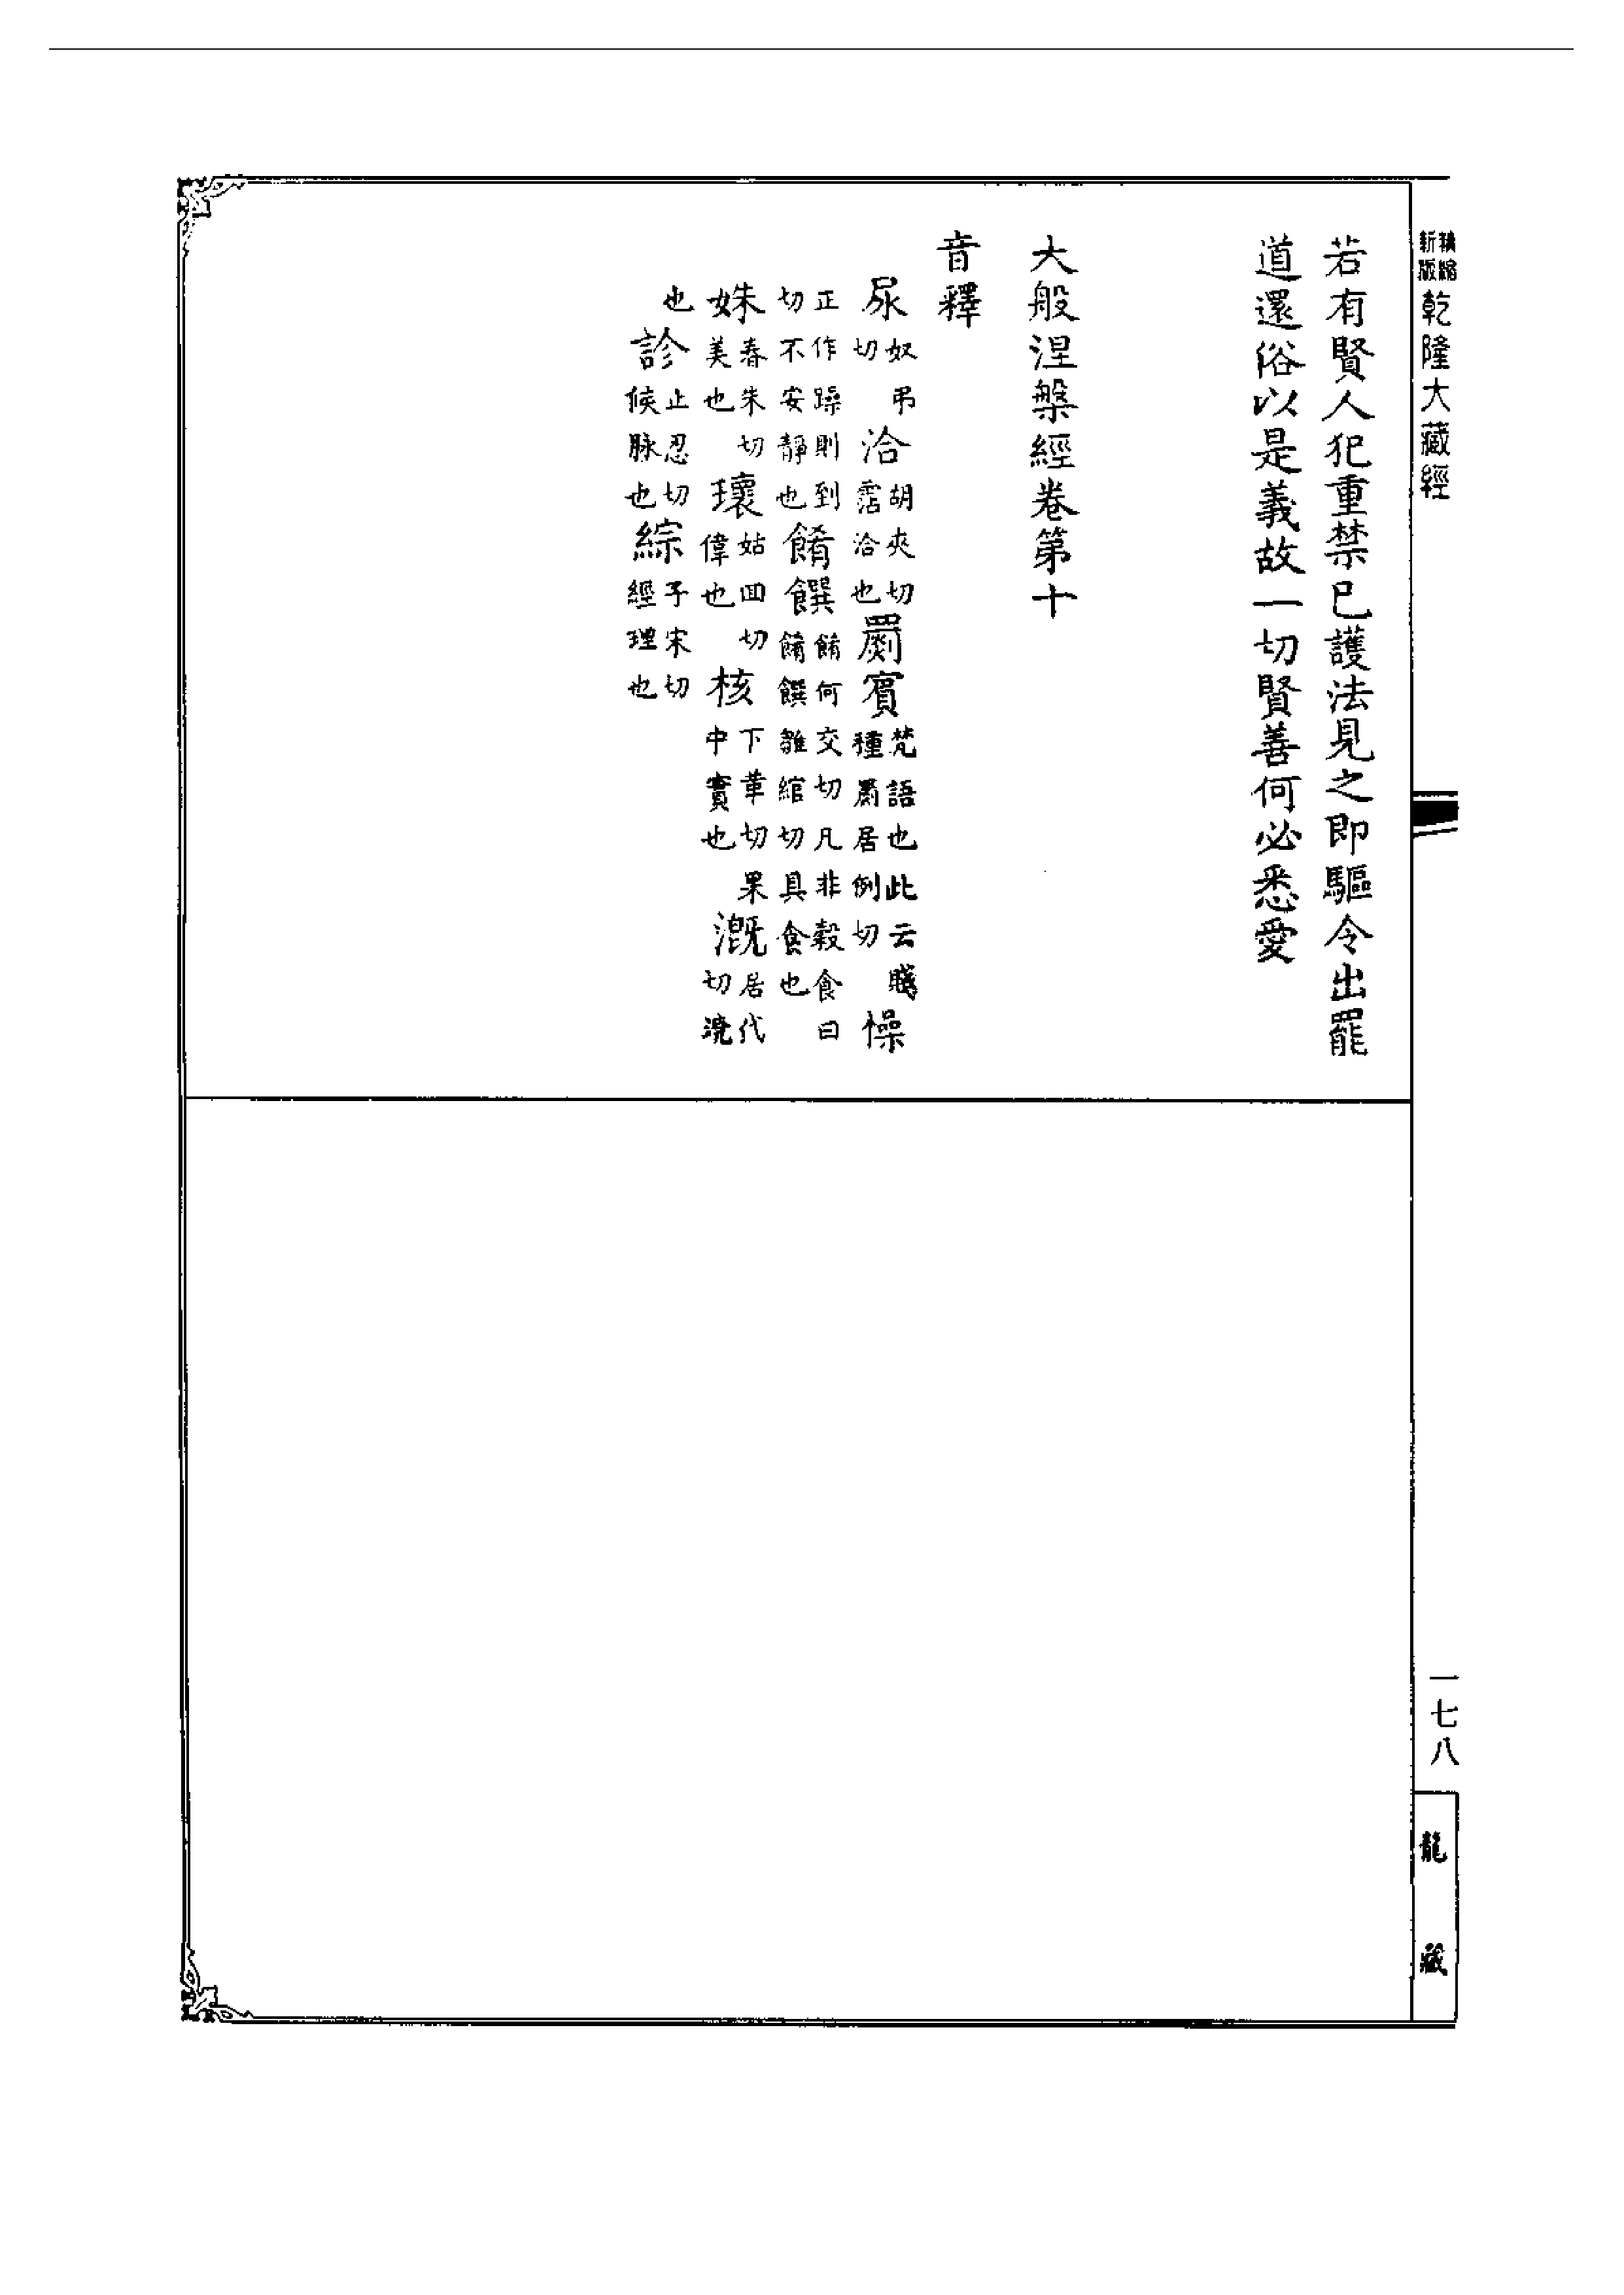 新版精縮乾隆大藏經
若有賢人犯重禁已護法見之即驅令出罷
道還俗以是義故一切賢善何必悉愛
大般涅槃經卷第十
音釋
尿奴弔切洽胡夾切霑洽也罽賓梵語也此云賤種罽居例切懆
正作躁則到切不安靜也餚饌餚何交切凡非穀食曰餚饌雛綰切具食也
姝春朱切美也瓌姑回切偉也核下革切果中實也溉居代切溉
也診止忍切候脉也綜子宋切經理也
一七八
龍藏